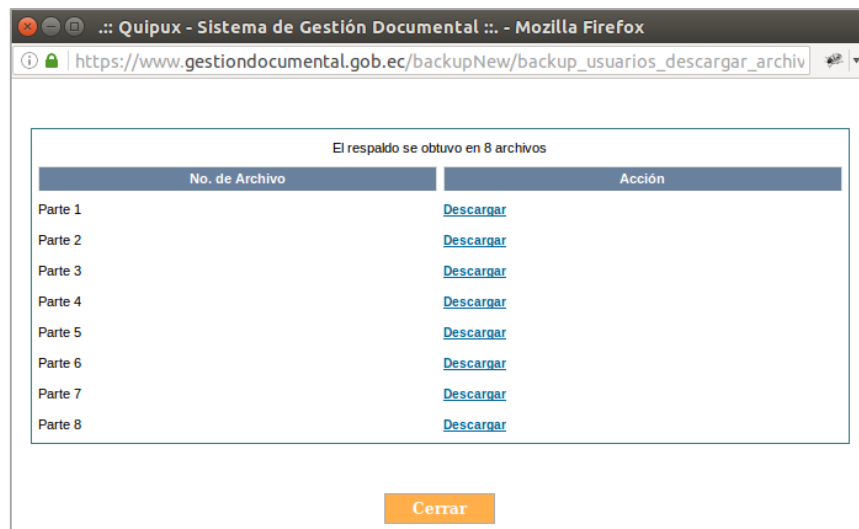 .:: Quipux - Sistema de Gestión Documental ::. - Mozilla Firefox
https://www.gestiondocumental.gob.ec/backupNew/backup_usuarios_descargar_archiv
El respaldo se obtuvo en 8 archivos
No. de Archivo Acción
Parte 1 Descargar
Parte 2 Descargar
Parte 3 Descargar
Parte 4 Descargar
Parte 5 Descargar
Parte 6 Descargar
Parte 7 Descargar
Parte 8 Descargar
Cerrar